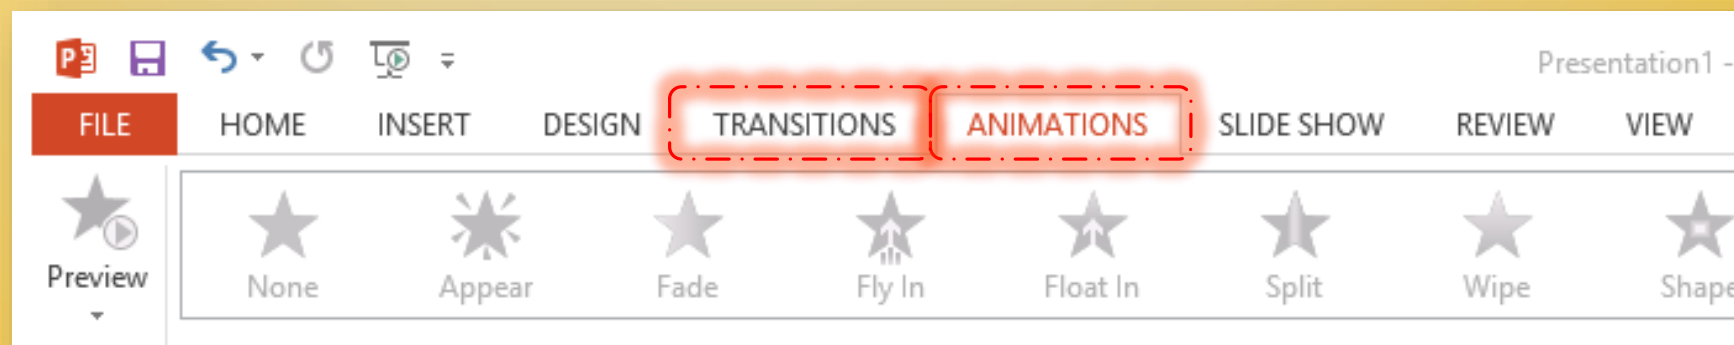 Presentation1 -
FILE HOME INSERT DESIGN TRANSITIONS ANIMATIONS SLIDE SHOW REVIEW VIEW
Preview
None Appear Fade Fly In Float In Split Wipe Shape